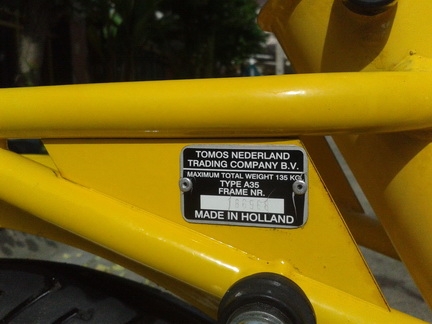 TOMOS NEDERLAND
TRADING COMPANY B.V.
MAXIMUM TOTAL WEIGHT 135 KG
TYPE A35
FRAME NR.
MADE IN HOLLAND